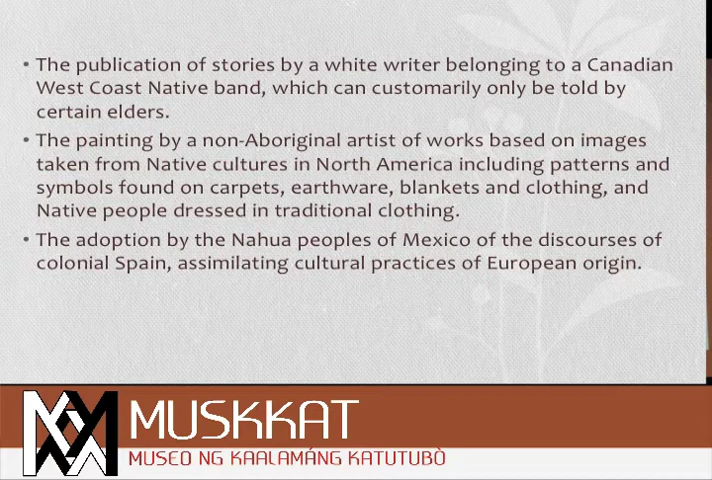 • The publication of stories by a white writer belonging to a Canadian
West Coast Native band, which can customarily only be told by
certain elders.
• The painting by a non-Aboriginal artist of works based on images
taken from Native cultures in North America including patterns and
symbols found on carpets, earthware, blankets and clothing, and
Native people dressed in traditional clothing.
• The adoption by the Nahua peoples of Mexico of the discourses of
colonial Spain, assimilating cultural practices of European origin.
MUSKKAT
MUSEO NG KAALAMÁNG KATUTUBÒ